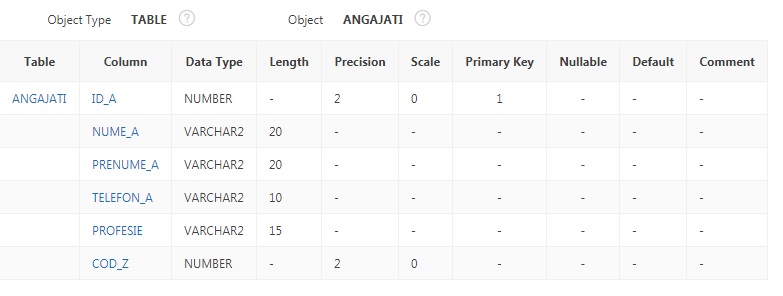 Object Type TABLE ? Object ANGAJATI ?
Table Column Data Type Length Precision Scale Primary Key Nullable Default Comment
ANGAJATI ID_A NUMBER - 2 0 1 - - -
NUME_A VARCHAR2 20 - - - - - -
PRENUME_A VARCHAR2 20 - - - - - -
TELEFON_A VARCHAR2 10 - - - - - -
PROFESIE VARCHAR2 15 - - - - - -
COD_Z NUMBER - 2 0 - - - -